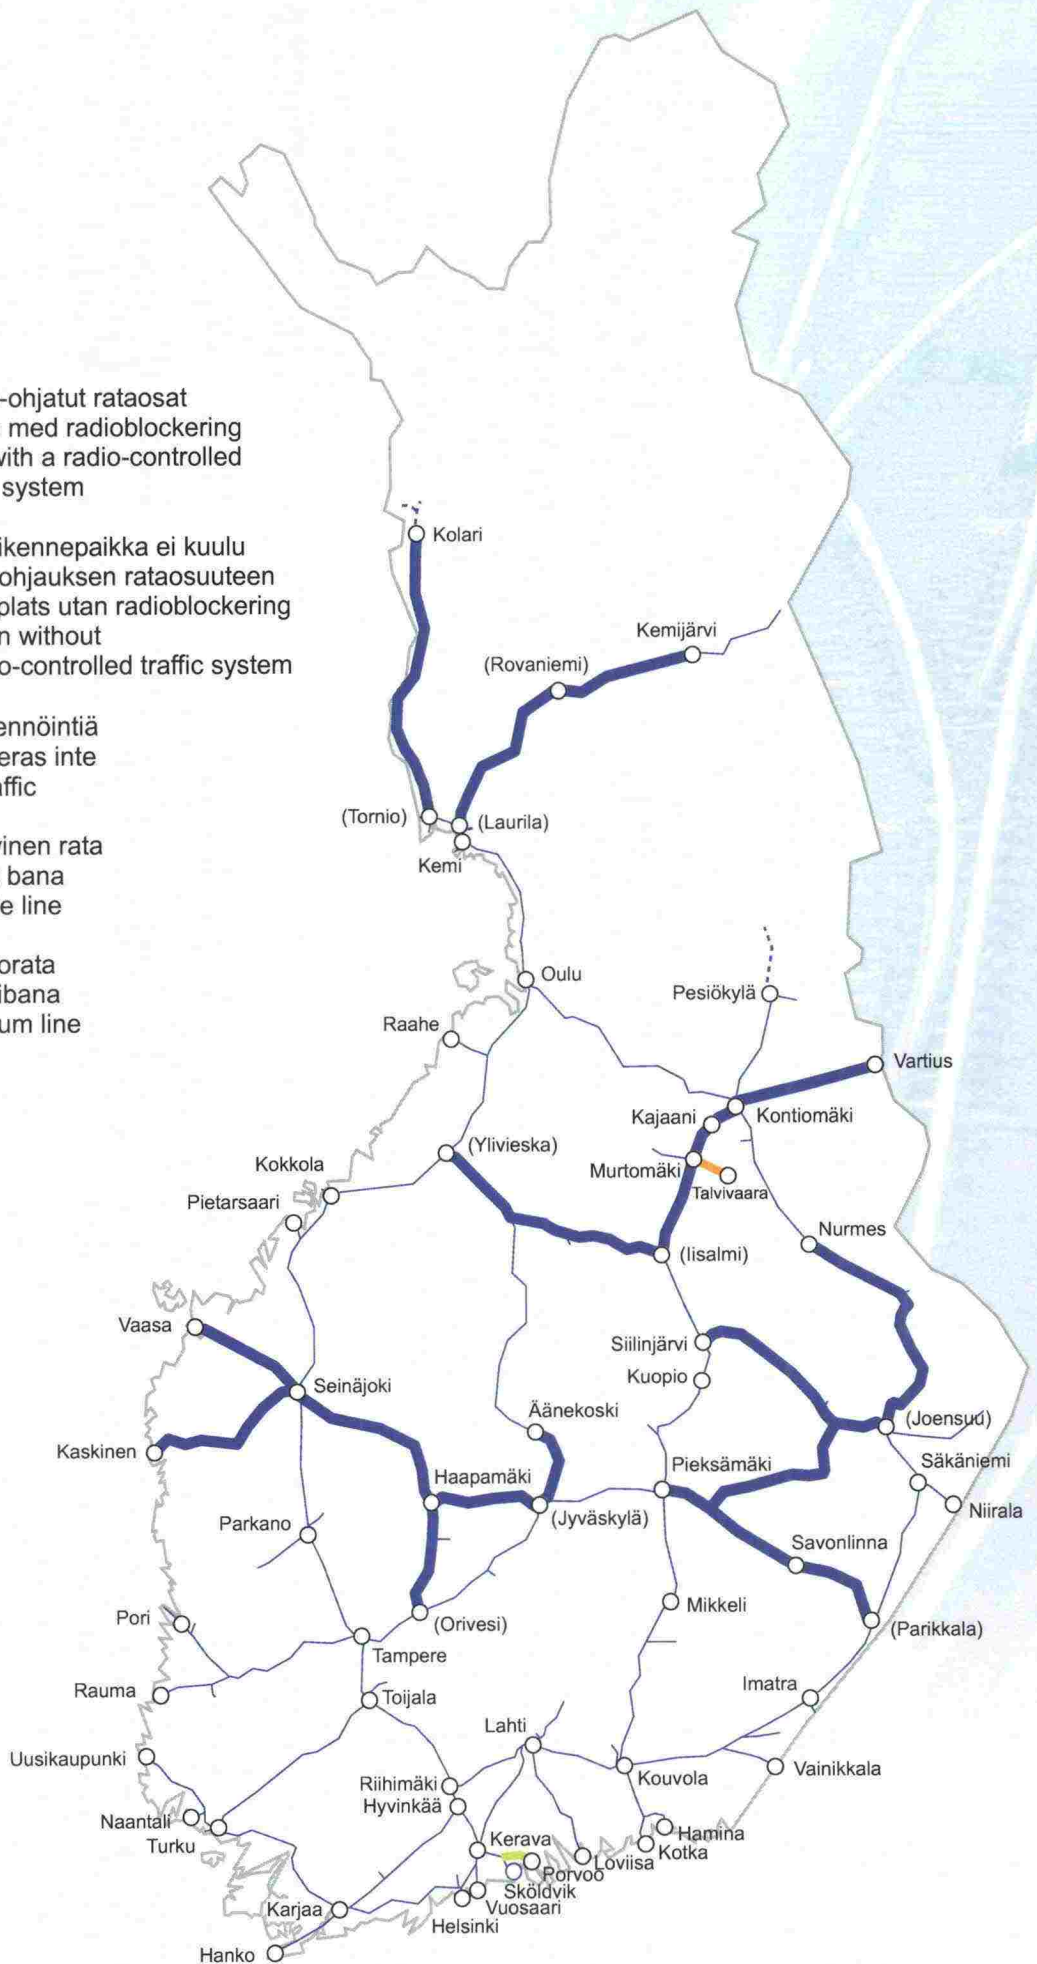 -ohjatut rataosat
med radioblockering
with a radio-controlled
system
ikennepaikka ei kuulu
ohjauksen rataosuuteen
plats utan radioblockering
n without
o-controlled traffic system
ennöintiä
eras inte
affic
vinen rata
bana
e line
orata
ibana
um line
Kolari
Kemijärvi
(Rovaniemi)
(Tornio)
(Laurila)
Kemi
Oulu
Pesiökylä
Raahe
Vartius
Kajaani
Kontiomäki
(Ylivieska)
Murtomäki
Talvivaara
Kokkola
Pietarsaari
Nurmes
(Iisalmi)
Vaasa
Siilinjärvi
Kuopio
Seinäjoki
Äänekoski
(Joensuu)
Kaskinen
Haapamäki
Pieksämäki
Säkäniemi
(Jyväskylä)
Niirala
Parkano
Savonlinna
Mikkeli
Pori
(Orivesi)
(Parikkala)
Tampere
Rauma
Toijala
Imatra
Lahti
Uusikaupunki
Riihimäki
Kouvola
Vainikkala
Hyvinkää
Naantali
Turku
Kerava
Hamina
Kotka
Loviisa
Porvoo
Sköldvik
Vuosaari
Helsinki
Karjaa
Hanko